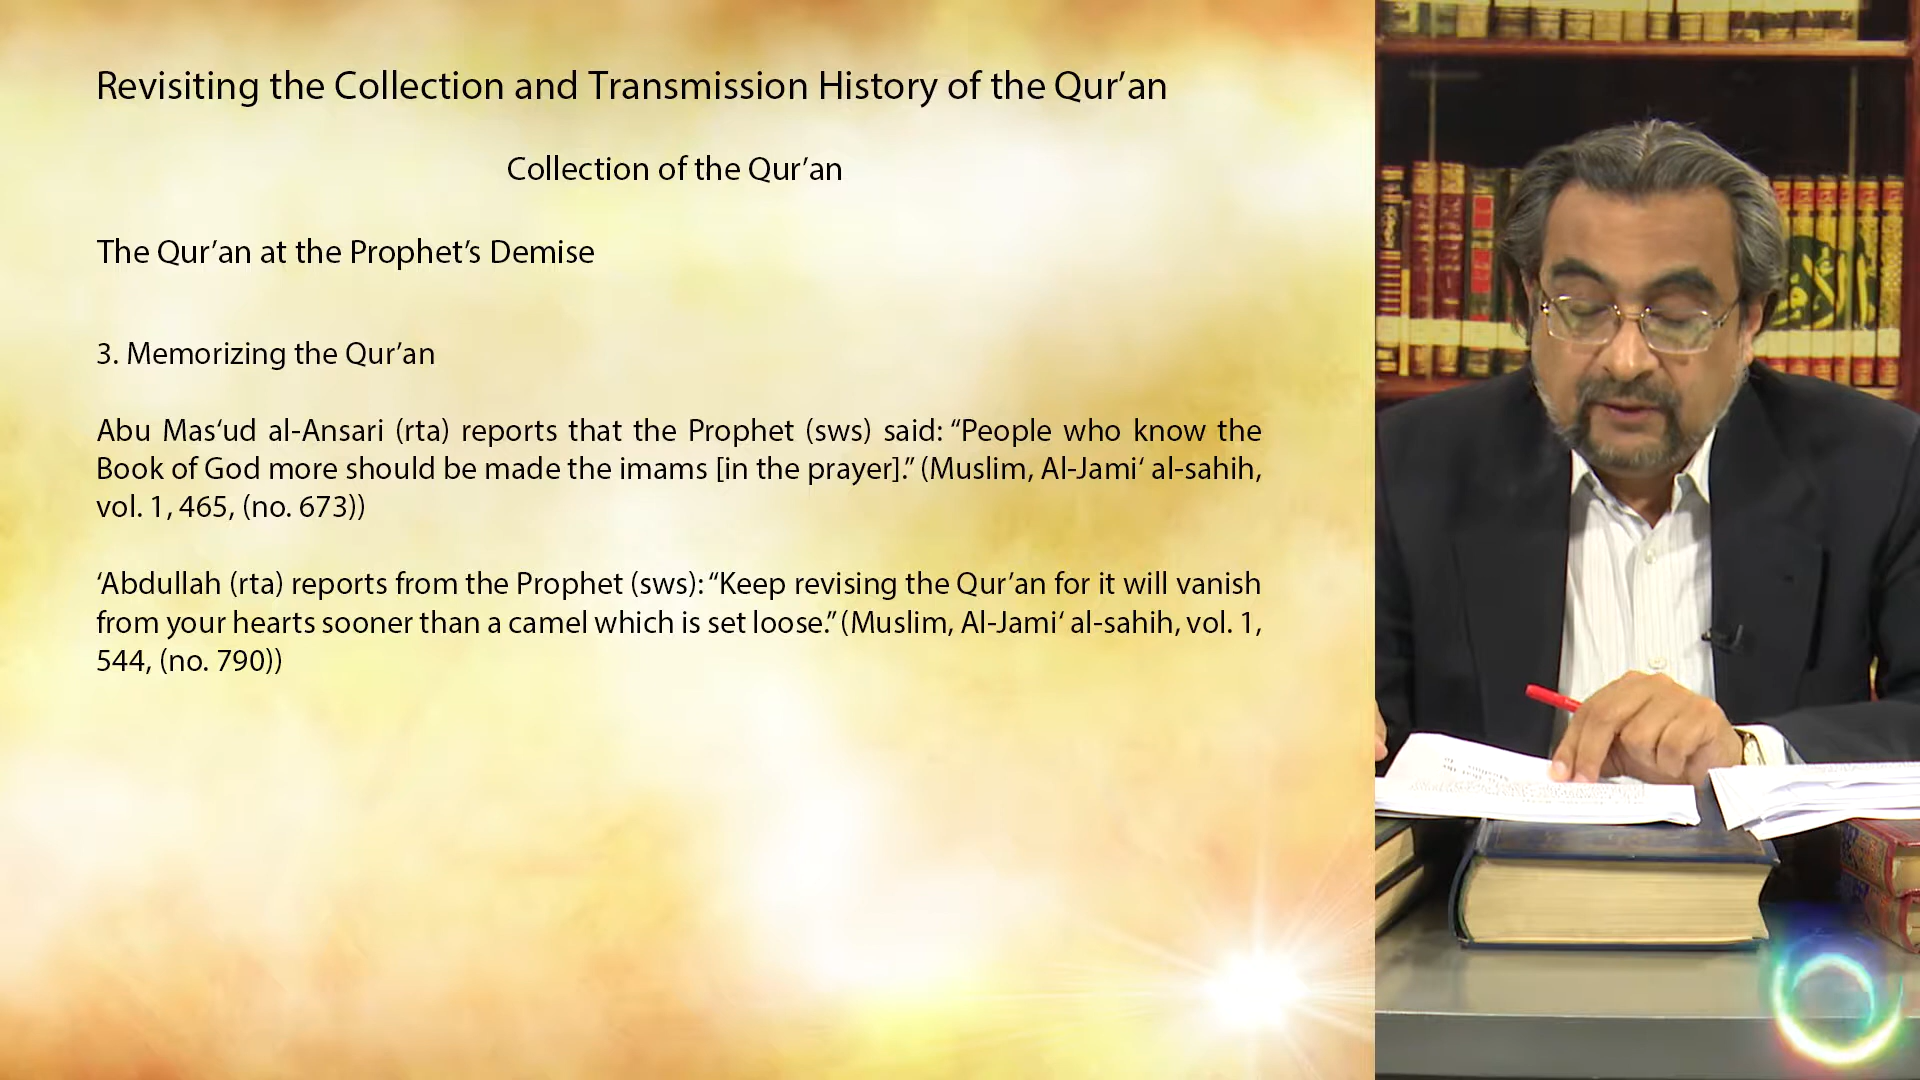 Revisiting the Collection and Transmission History of the Qur’an
Collection of the Qur’an
The Qur’an at the Prophet’s Demise
3. Memorizing the Qur’an
Abu Mas‘ud al-Ansari (rta) reports that the Prophet (sws) said: “People who know the
Book of God more should be made the imams [in the prayer].” (Muslim, Al-Jami‘ al-sahih,
vol. 1, 465, (no. 673))
‘Abdullah (rta) reports from the Prophet (sws): “Keep revising the Qur’an for it will vanish
from your hearts sooner than a camel which is set loose.” (Muslim, Al-Jami‘ al-sahih, vol. 1,
544, (no. 790))